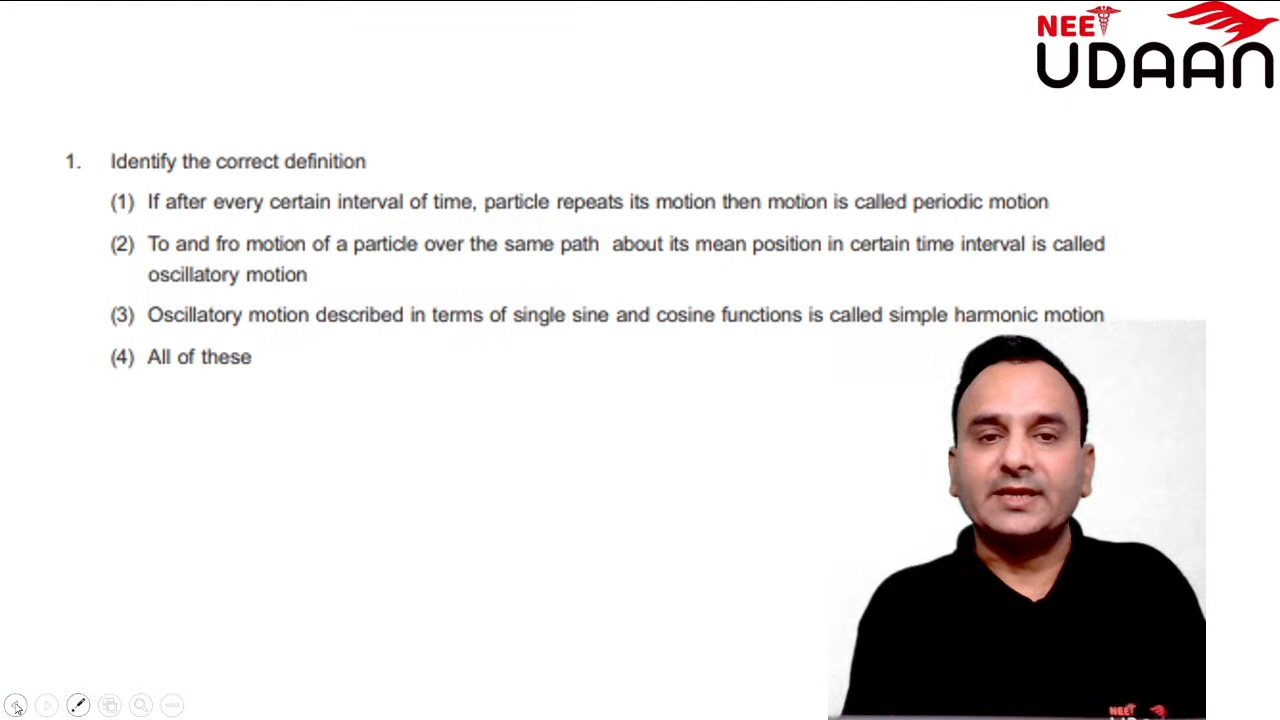 NEET
UDAAN
1. Identify the correct definition
(1) If after every certain interval of time, particle repeats its motion then motion is called periodic motion
(2) To and fro motion of a particle over the same path about its mean position in certain time interval is called
oscillatory motion
(3) Oscillatory motion described in terms of single sine and cosine functions is called simple harmonic motion
(4) All of these
NEET